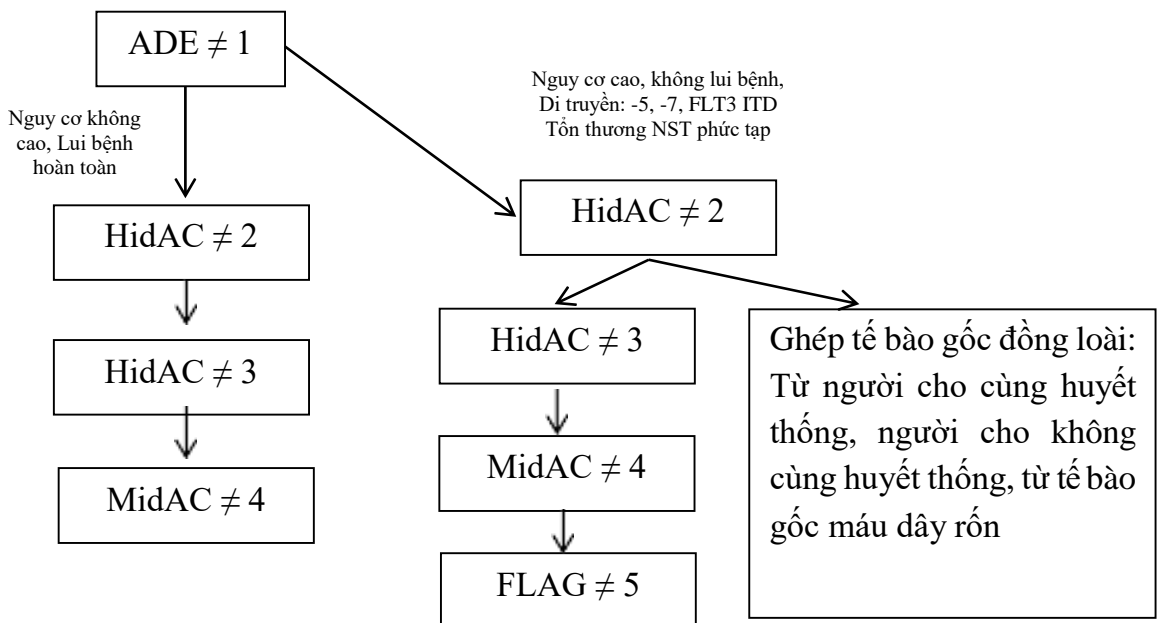 ADE ≠ 1
Nguy cơ không
cao, Lui bệnh
hoàn toàn
Nguy cơ cao, không lui bệnh,
Di truyền: -5, -7, FLT3 ITD
Tổn thương NST phức tạp
HidAC ≠ 2
HidAC ≠ 3
MidAC ≠ 4
HidAC ≠ 2
HidAC ≠ 3
MidAC ≠ 4
FLAG ≠ 5
Ghép tế bào gốc đồng loài:
Từ người cho cùng huyết
thống, người cho không
cùng huyết thống, từ tế bào
gốc máu dây rốn